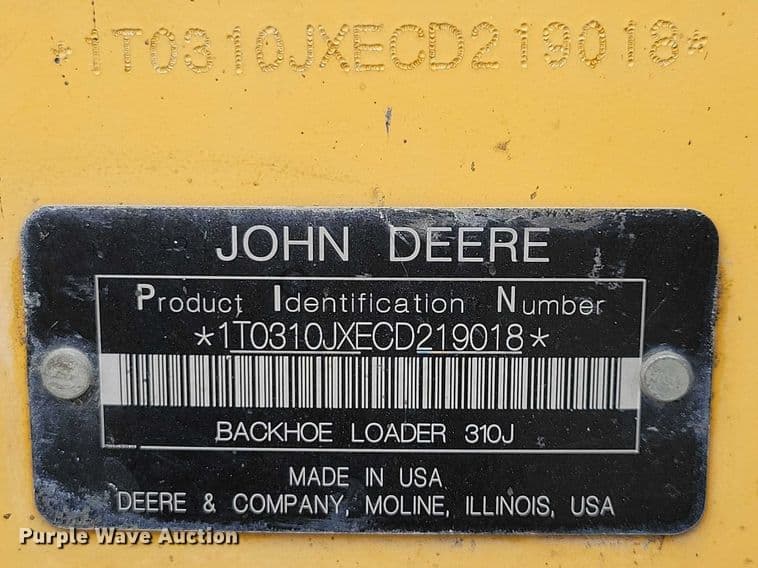 *1T0310JXECD219018*
JOHN DEERE
Product Identification Number
*1T0310JXECD219018*
BACKHOE LOADER 310J
MADE IN USA
DEERE & COMPANY, MOLINE, ILLINOIS, USA
Purple Wave Auction